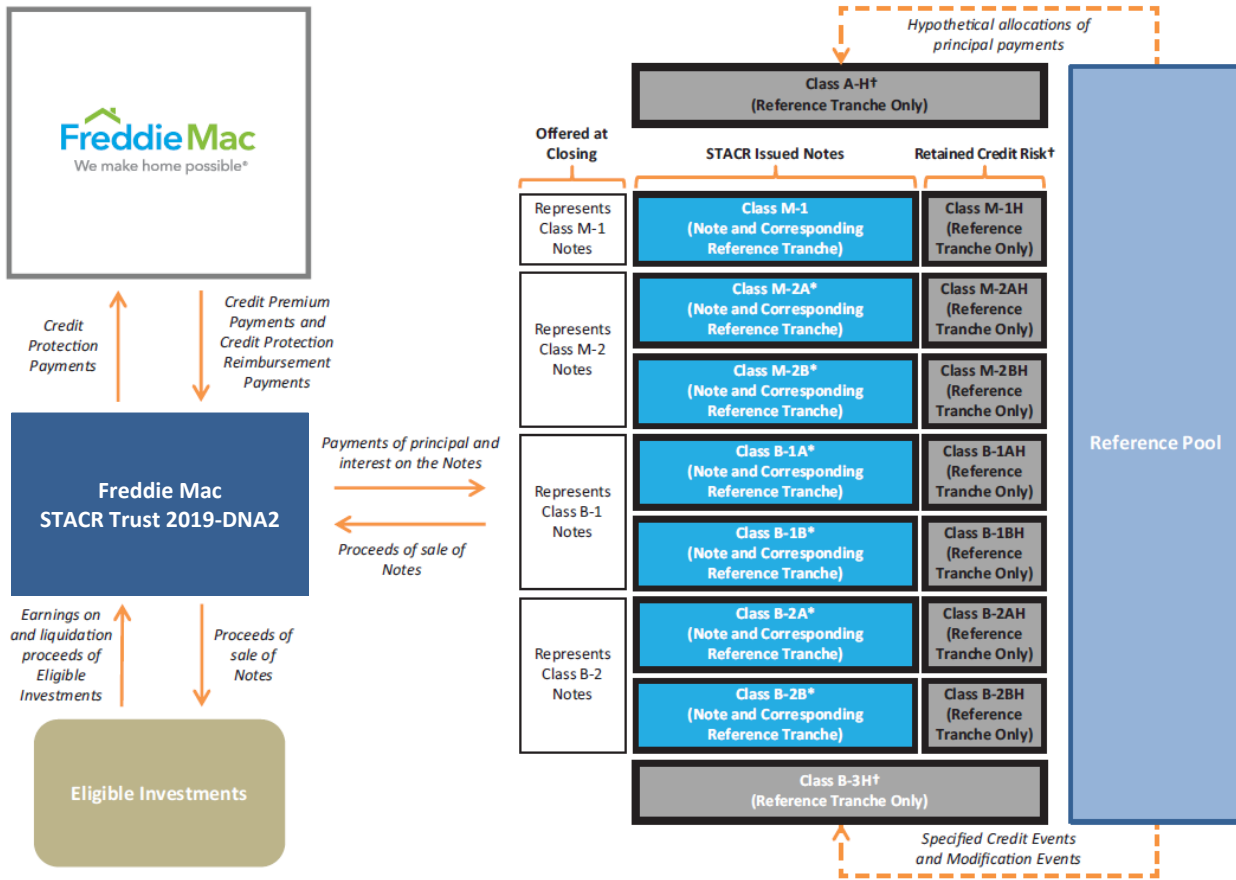 Freddie Mac
We make home possible®
Credit
Protection
Payments
Credit Premium
Payments and
Credit Protection
Reimbursement
Payments
Freddie Mac
STACR Trust 2019-DNA2
Payments of principal and
interest on the Notes
Proceeds of sale of
Notes
Earnings on
and liquidation
proceeds of
Eligible
Investments
Proceeds of
sale of
Notes
Eligible Investments
Hypothetical allocations of
principal payments
Class A-H†
(Reference Tranche Only)
Offered at
Closing
STACR Issued Notes
Retained Credit Risk†
Represents
Class M-1
Notes
Class M-1
(Note and Corresponding
Reference Tranche)
Class M-1H
(Reference
Tranche Only)
Represents
Class M-2
Notes
Class M-2A*
(Note and Corresponding
Reference Tranche)
Class M-2AH
(Reference
Tranche Only)
Class M-2B*
(Note and Corresponding
Reference Tranche)
Class M-2BH
(Reference
Tranche Only)
Represents
Class B-1
Notes
Class B-1A*
(Note and Corresponding
Reference Tranche)
Class B-1AH
(Reference
Tranche Only)
Class B-1B*
(Note and Corresponding
Reference Tranche)
Class B-1BH
(Reference
Tranche Only)
Represents
Class B-2
Notes
Class B-2A*
(Note and Corresponding
Reference Tranche)
Class B-2AH
(Reference
Tranche Only)
Class B-2B*
(Note and Corresponding
Reference Tranche)
Class B-2BH
(Reference
Tranche Only)
Class B-3H†
(Reference Tranche Only)
Reference Pool
Specified Credit Events
and Modification Events